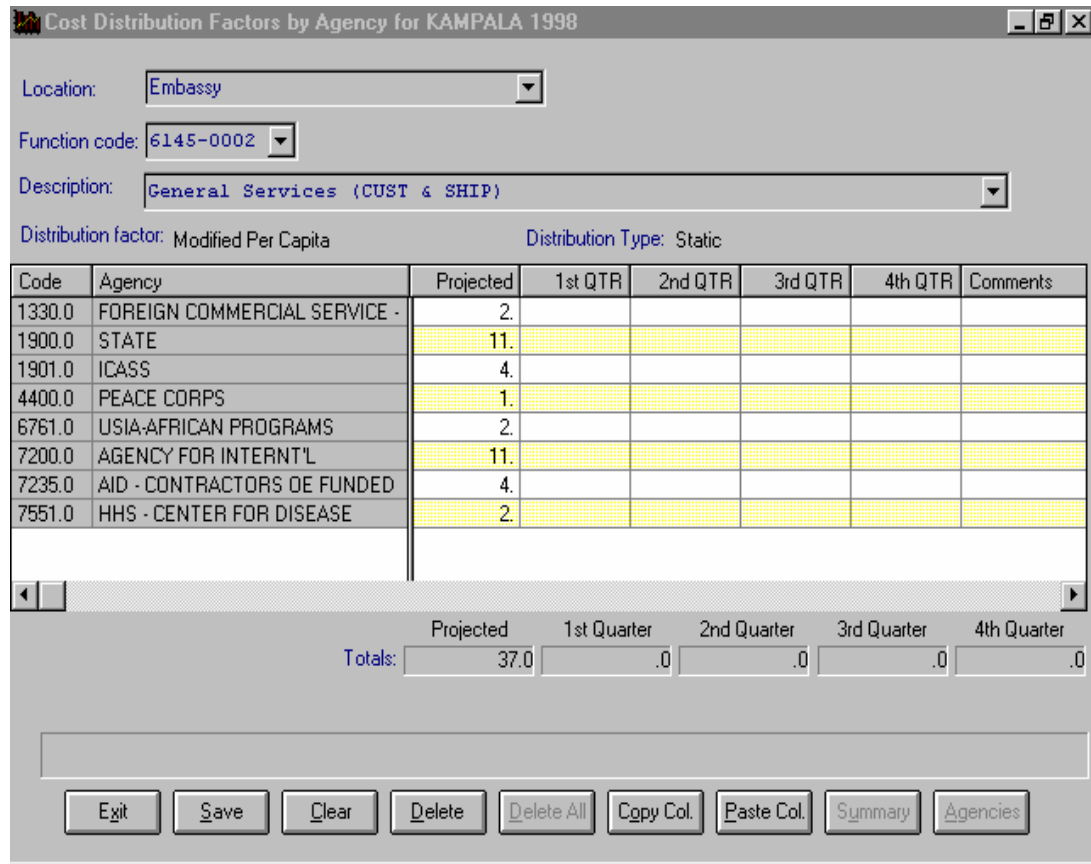 Cost Distribution Factors by Agency for KAMPALA 1998
Location: Embassy
Function code: 6145-0002
Description: General Services (CUST & SHIP)
Distribution factor: Modified Per Capita Distribution Type: Static
Code Agency Projected 1st QTR 2nd QTR 3rd QTR 4th QTR Comments
1330.0 FOREIGN COMMERCIAL SERVICE - 2.
1900.0 STATE 11.
1901.0 ICASS 4.
4400.0 PEACE CORPS 1.
6761.0 USIA-AFRICAN PROGRAMS 2.
7200.0 AGENCY FOR INTERNT'L 11.
7235.0 AID - CONTRACTORS OE FUNDED 4.
7551.0 HHS - CENTER FOR DISEASE 2.
Projected 1st Quarter 2nd Quarter 3rd Quarter 4th Quarter
Totals: 37.0 .0 .0 .0 .0
Exit Save Clear Delete Delete All Copy Col. Paste Col. Summary Agencies